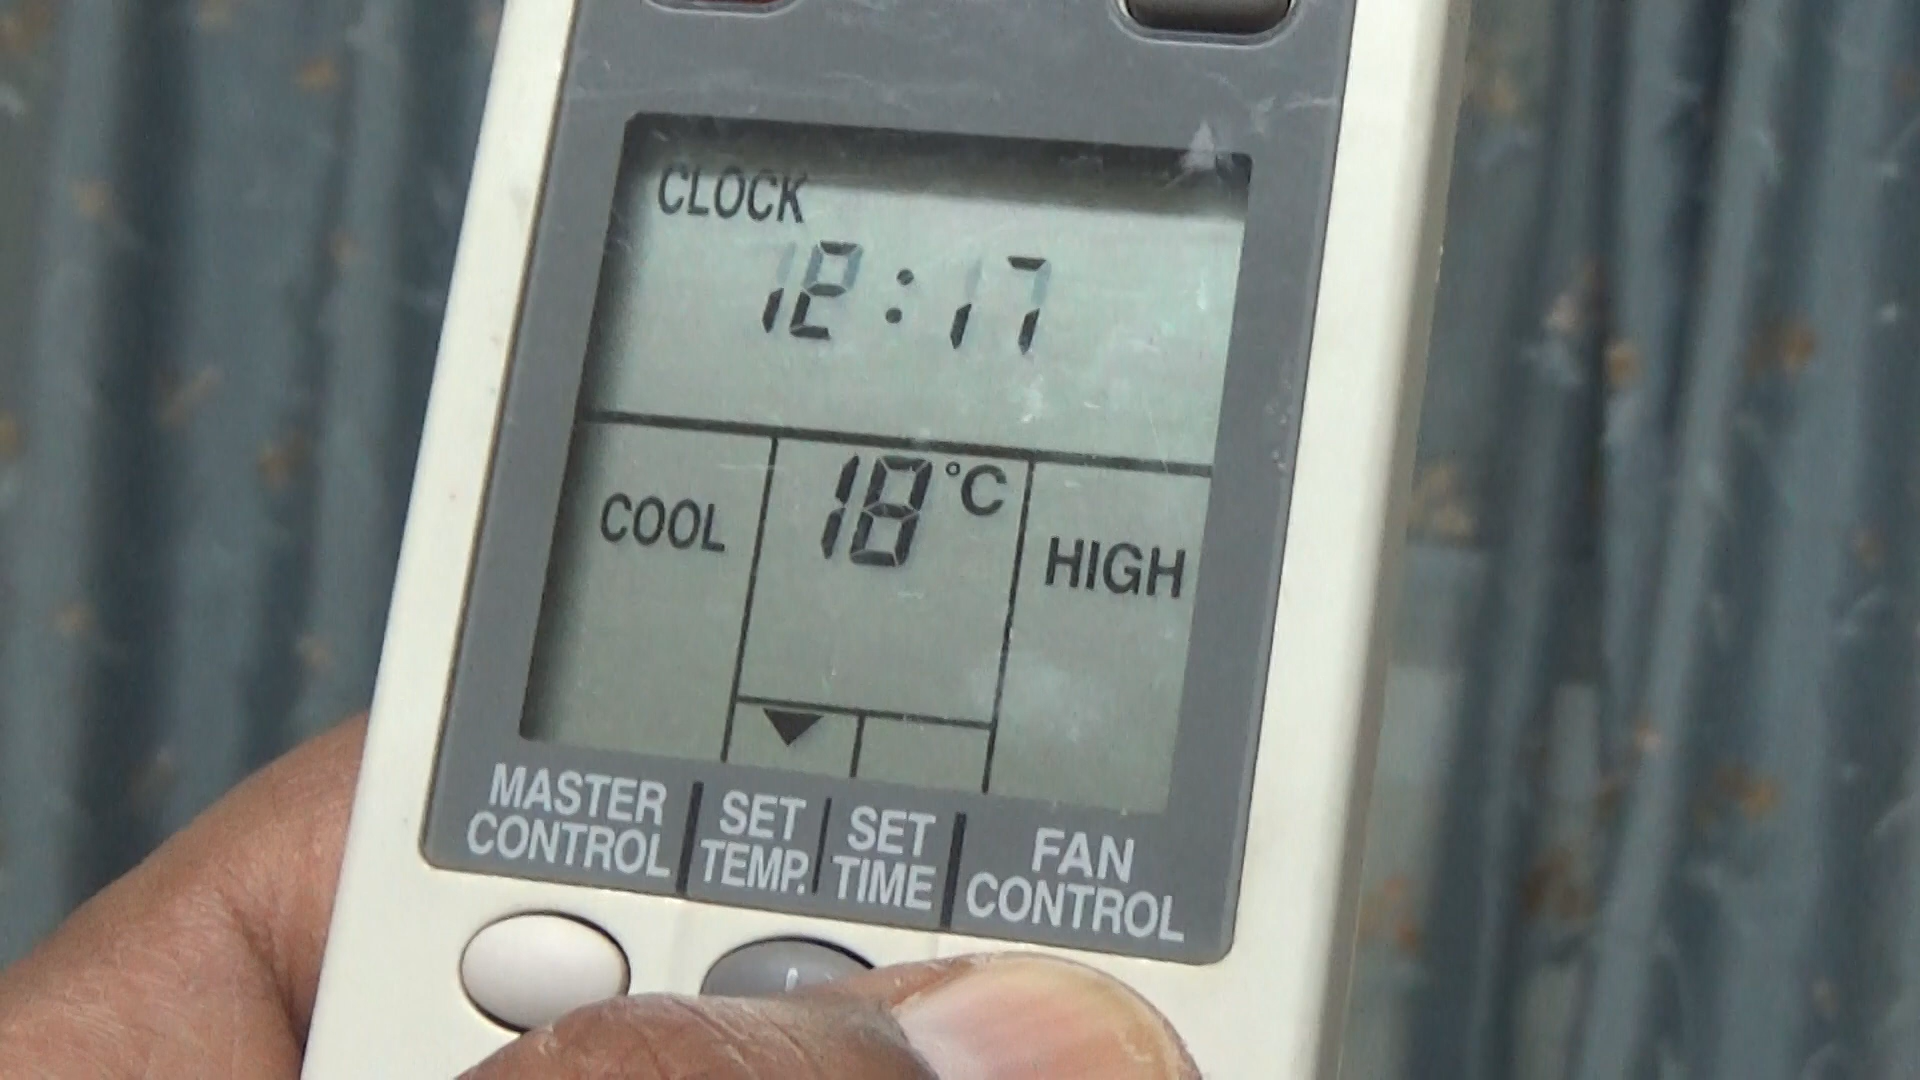 CLOCK
12:17
COOL
18°C
HIGH
MASTER CONTROL
SET TEMP.
SET TIME
FAN CONTROL